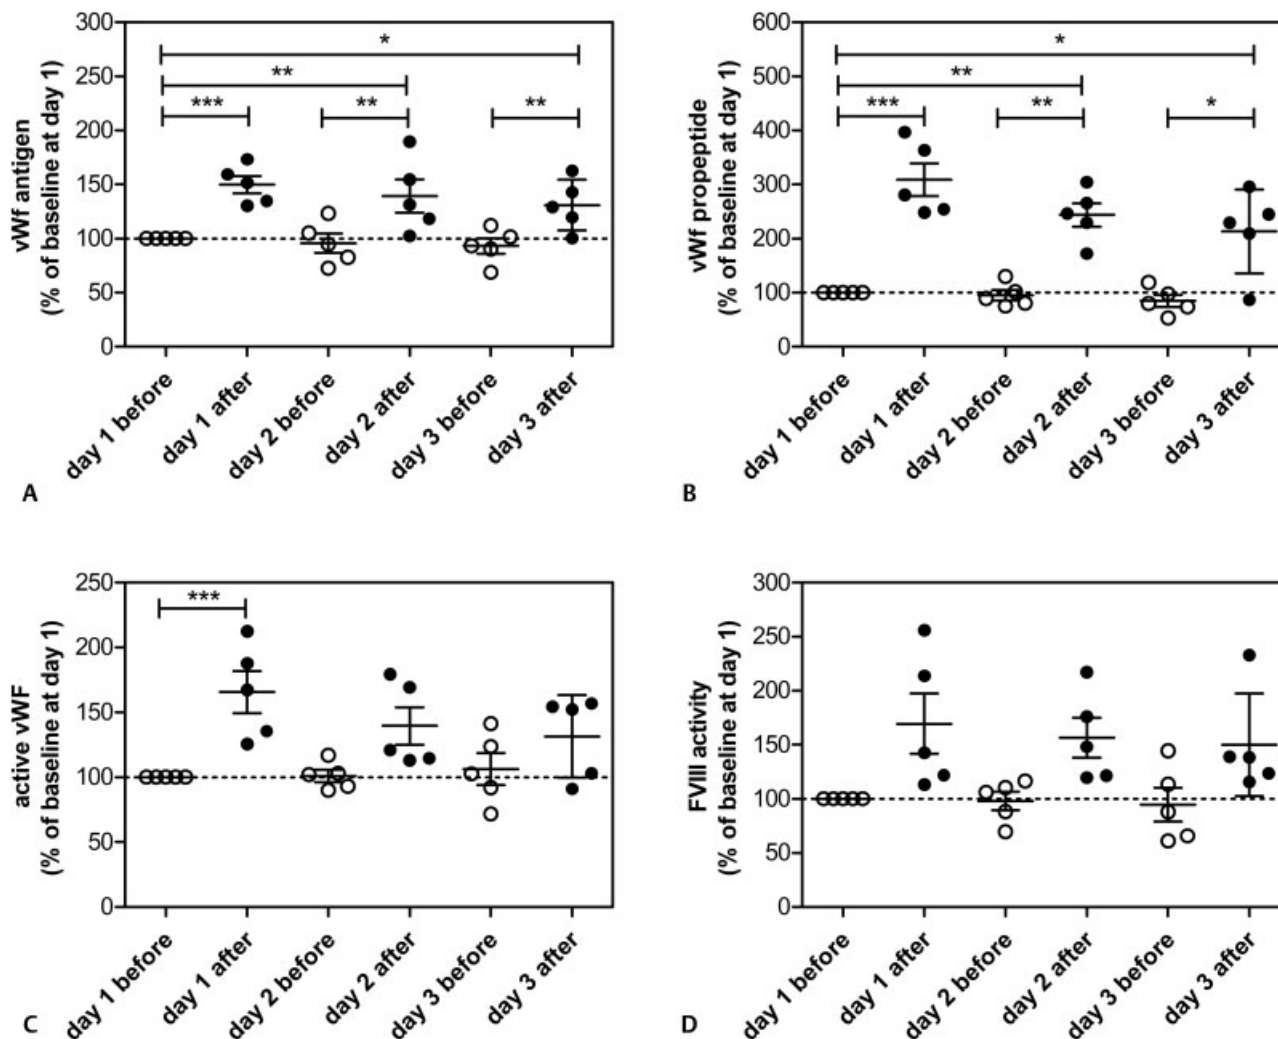 300
250
200
150
100
50
0
vWf antigen
(% of baseline at day 1)
*
**
***
**
**
day 1 before
day 1 after
day 2 before
day 2 after
day 3 before
day 3 after
A
600
500
400
300
200
100
0
vWf propeptide
(% of baseline at day 1)
*
**
***
**
*
day 1 before
day 1 after
day 2 before
day 2 after
day 3 before
day 3 after
B
250
200
150
100
50
0
active vWF
(% of baseline at day 1)
***
day 1 before
day 1 after
day 2 before
day 2 after
day 3 before
day 3 after
C
300
250
200
150
100
50
0
FVIII activity
(% of baseline at day 1)
day 1 before
day 1 after
day 2 before
day 2 after
day 3 before
day 3 after
D